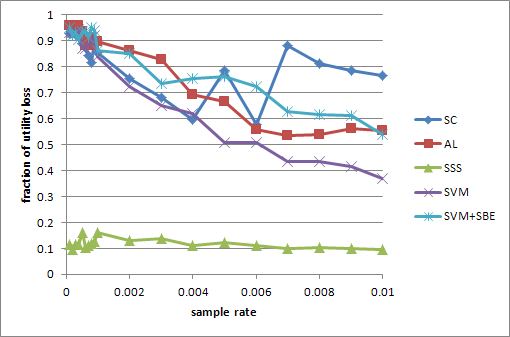 1
0.9
0.8
0.7
0.6
0.5
0.4
0.3
0.2
0.1
0
fraction of utility loss
0 0.002 0.004 0.006 0.008 0.01
sample rate
SC
AL
SSS
SVM
SVM+SBE